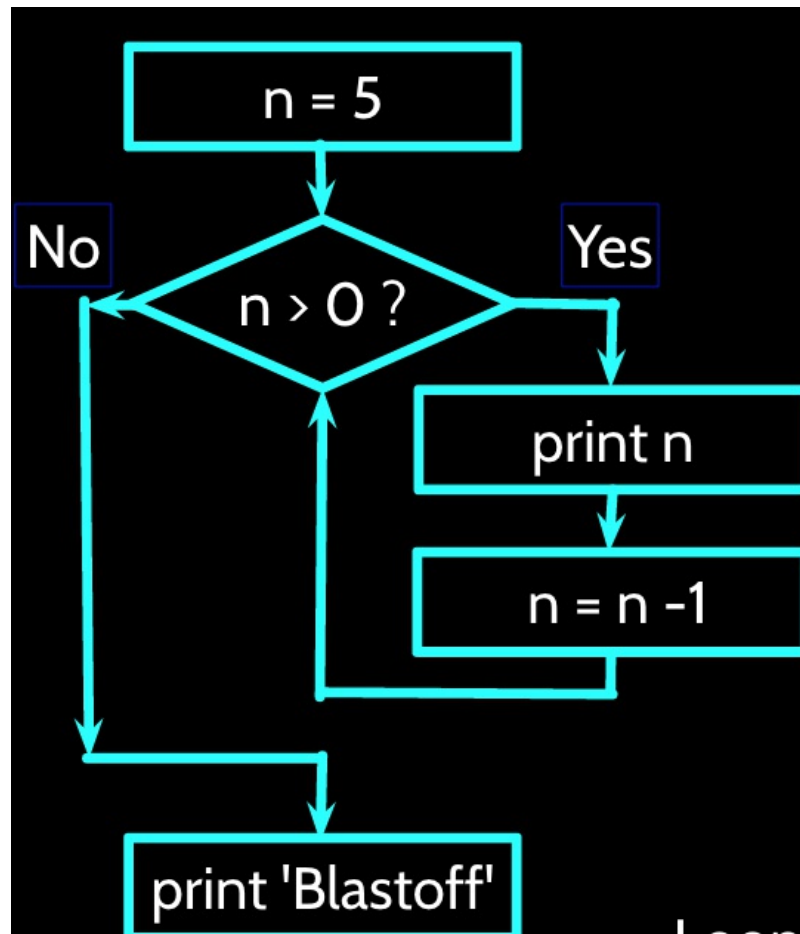 n = 5
No
Yes
n > 0 ?
print n
n = n -1
print 'Blastoff'